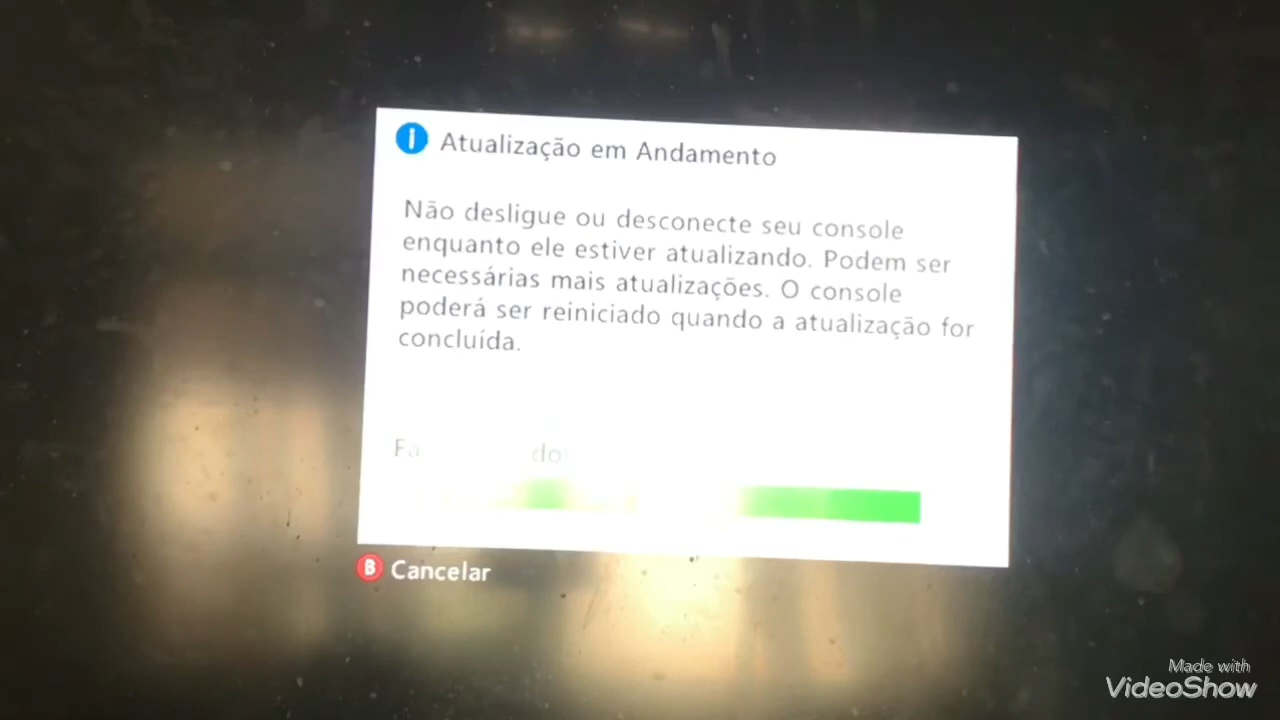 Atualização em Andamento
Não desligue ou desconecte seu console
enquanto ele estiver atualizando. Podem ser
necessárias mais atualizações. O console
poderá ser reiniciado quando a atualização for
concluída.
B Cancelar
Made with
VideoShow